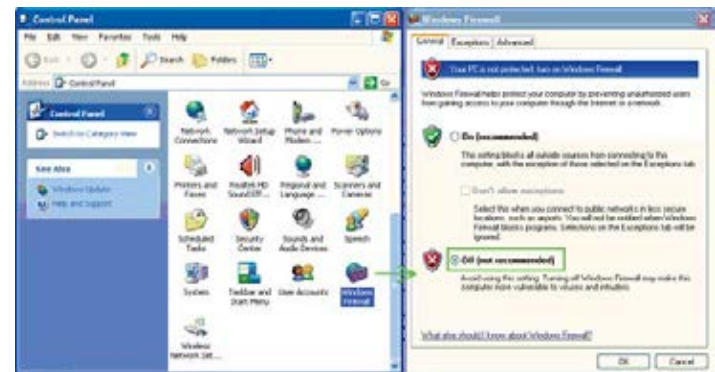 Control Panel
File Edit View Favorites Tools Help
Back Search Folders
Address Control Panel Go
Control Panel
Switch to Category View
See Also
Windows Update
Help and Support
Network Connections
Network Setup Wizard
Phone and Modem ...
Power Options
Printers and Faxes
Realtek HD Sound Eff...
Regional and Language ...
Scanners and Cameras
Scheduled Tasks
Security Center
Sounds and Audio Devices
Speech
System
Taskbar and Start Menu
User Accounts
Windows Firewall
Wireless Network Set...
Windows Firewall
General Exceptions Advanced
Your PC is not protected: turn on Windows Firewall
Windows Firewall helps protect your computer by preventing unauthorized users
from gaining access to your computer through the Internet or a network.
On (recommended)
This setting blocks all outside sources from connecting to this
computer, with the exception of those selected on the Exceptions tab.
Don't allow exceptions
Select this when you connect to public networks in less secure
locations, such as airports. You will not be notified when Windows
Firewall blocks programs. Selections on the Exceptions tab will be
ignored.
Off (not recommended)
Avoid using this setting. Turning off Windows Firewall may make this
computer more vulnerable to viruses and intruders.
What else should I know about Windows Firewall?
OK Cancel